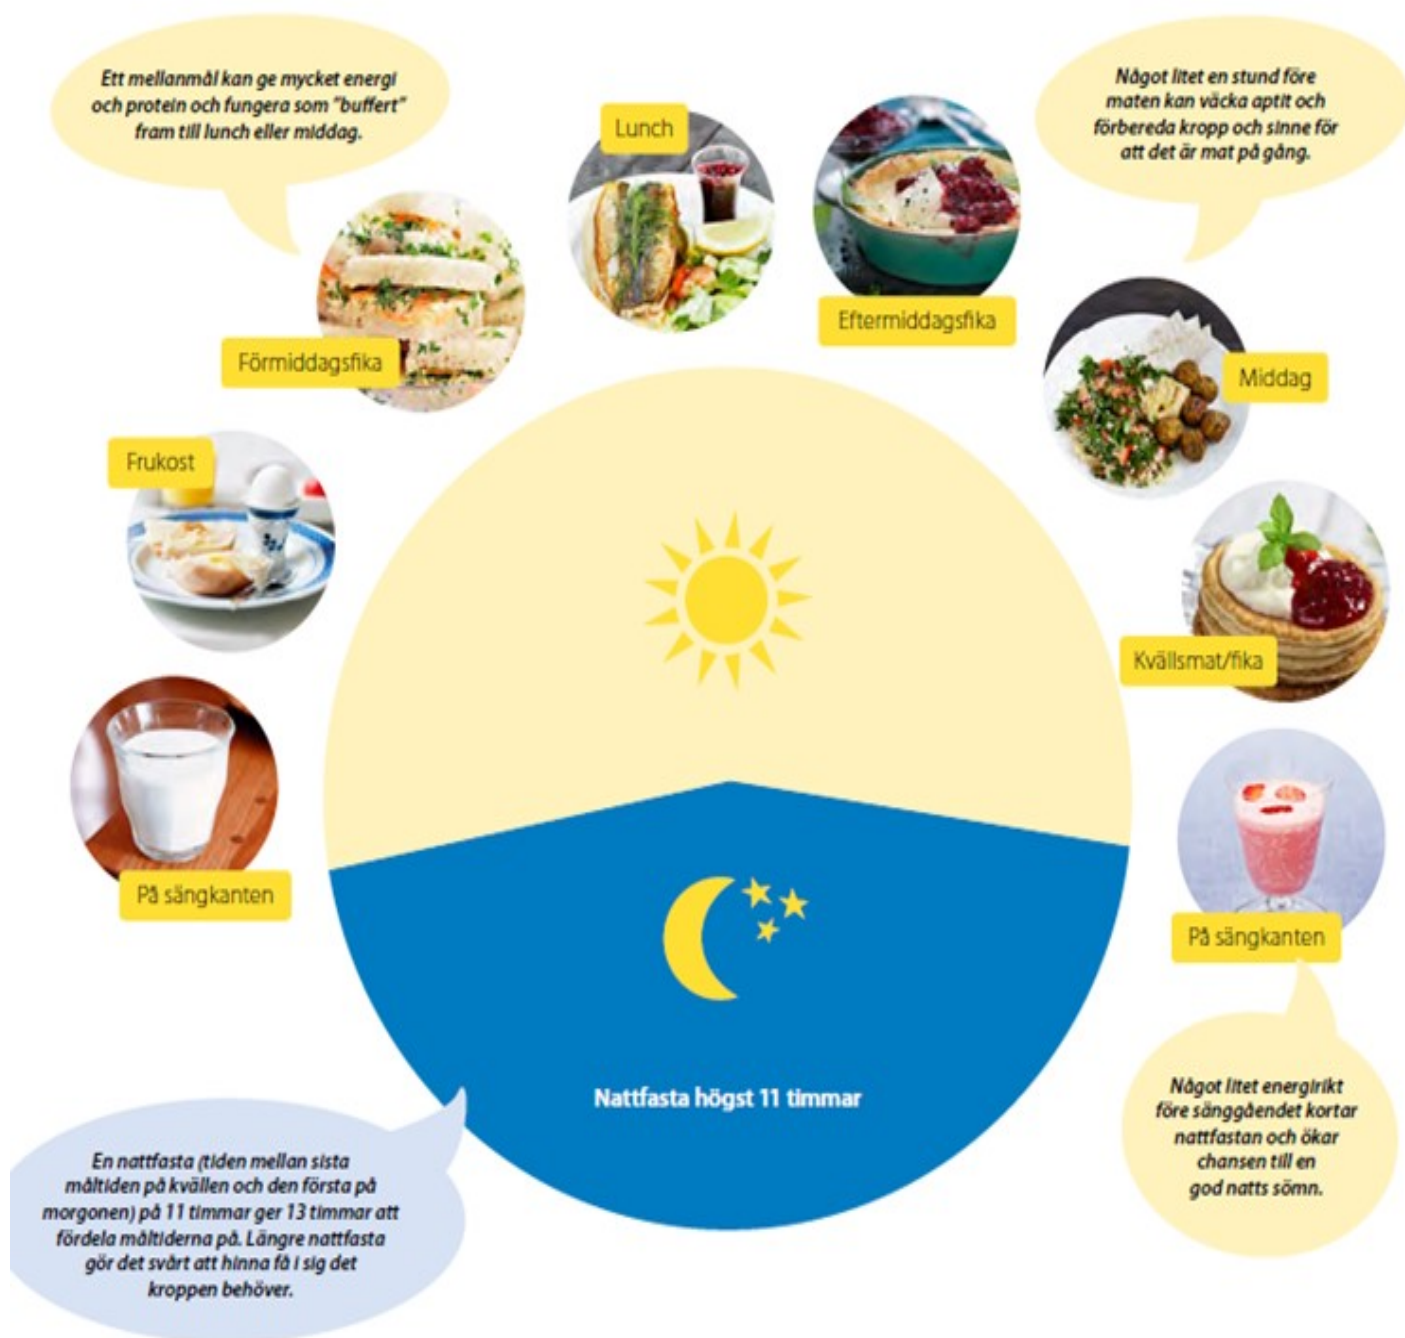 Ett mellanmål kan ge mycket energi
och protein och fungera som "buffert"
fram till lunch eller middag.
Något litet en stund före
maten kan väcka aptit och
förbereda kropp och sinne för
att det är mat på gång.
Lunch
Eftermiddagsfika
Förmiddagsfika
Middag
Frukost
Kvällsmat/fika
På sängkanten
På sängkanten
Nattfasta högst 11 timmar
Något litet energirikt
före sänggåendet kortar
nattfastan och ökar
chansen till en
god natts sömn.
En nattfasta (tiden mellan sista
måltiden på kvällen och den första på
morgonen) på 11 timmar ger 13 timmar att
fördela måltiderna på. Längre nattfasta
gör det svårt att hinna få i sig det
kroppen behöver.